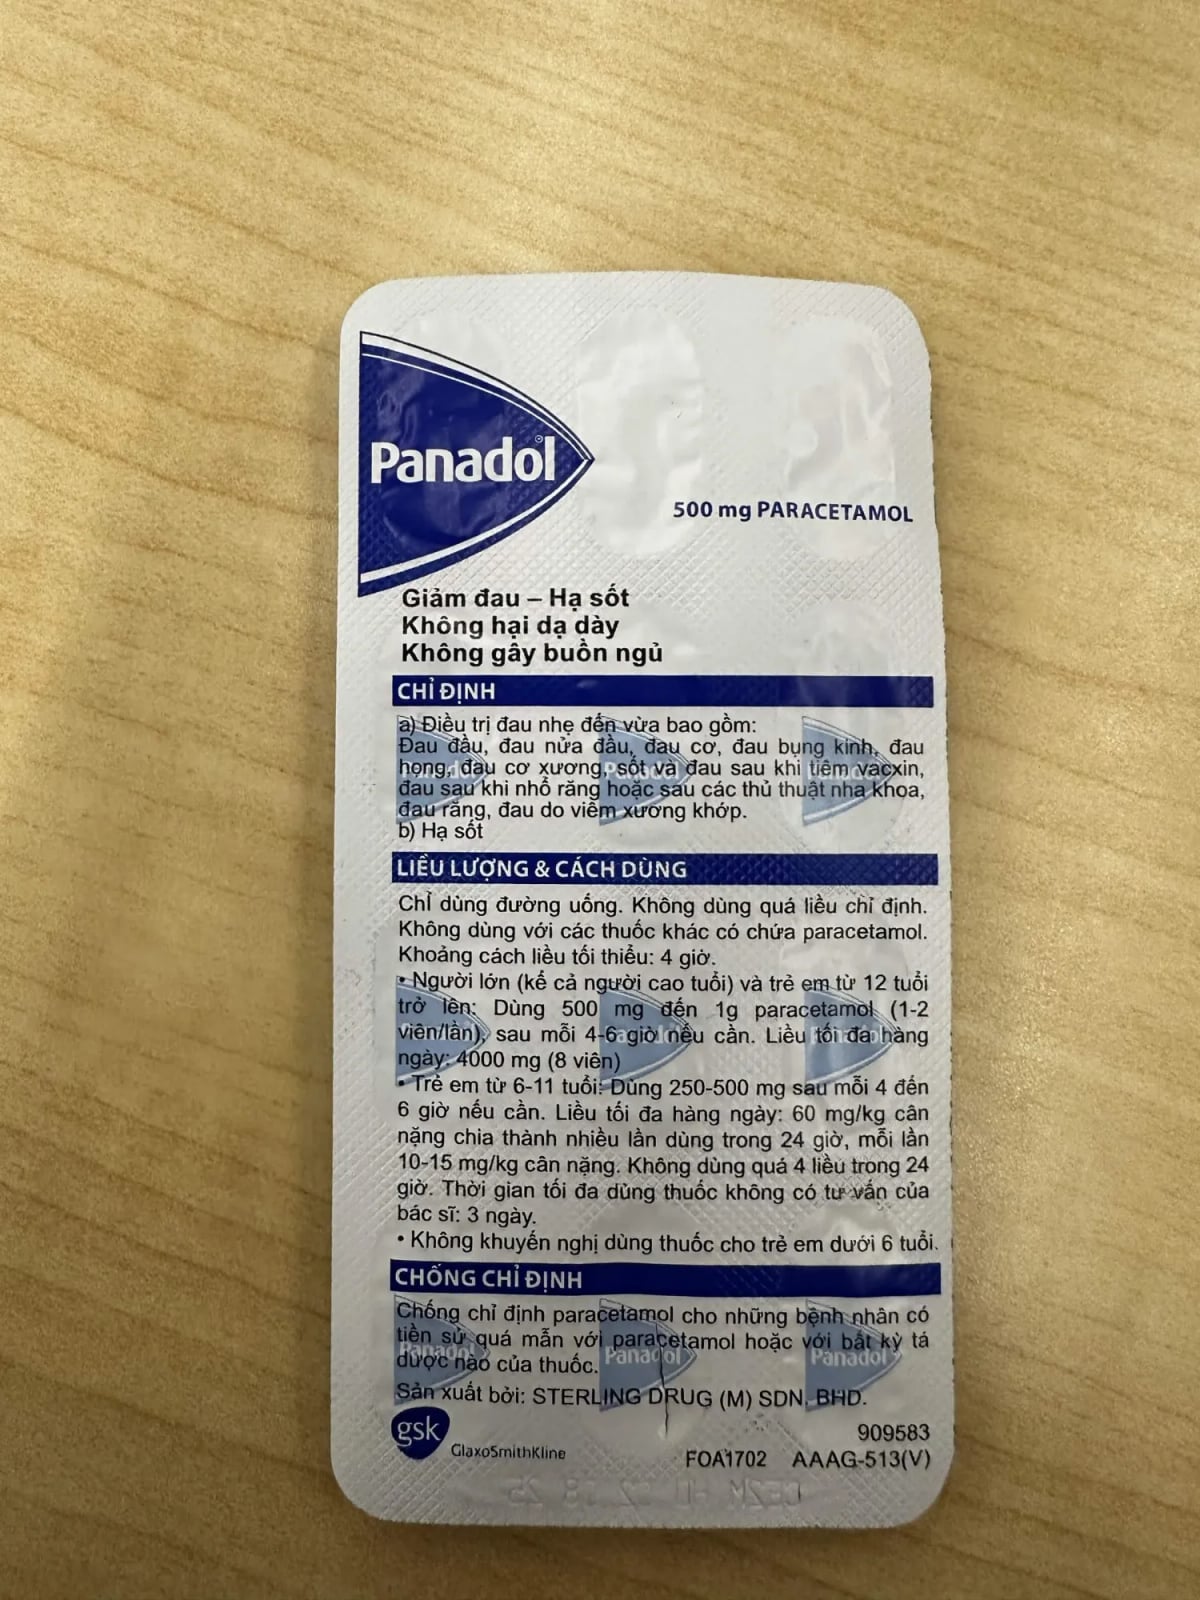 Panadol
500 mg PARACETAMOL
Giảm đau – Hạ sốt
Không hại dạ dày
Không gây buồn ngủ
CHỈ ĐỊNH
a) Điều trị đau nhẹ đến vừa bao gồm:
Đau đầu, đau nửa đầu, đau cơ, đau bụng kinh, đau
họng, đau cơ xương, sốt và đau sau khi tiêm vacxin,
đau sau khi nhổ răng hoặc sau các thủ thuật nha khoa,
đau răng, đau do viêm xương khớp.
b) Hạ sốt
LIỀU LƯỢNG & CÁCH DÙNG
Chỉ dùng đường uống. Không dùng quá liều chỉ định.
Không dùng với các thuốc khác có chứa paracetamol.
Khoảng cách liều tối thiểu: 4 giờ.
• Người lớn (kể cả người cao tuổi) và trẻ em từ 12 tuổi
trở lên: Dùng 500 mg đến 1g paracetamol (1-2
viên/lần), sau mỗi 4-6 giờ nếu cần. Liều tối đa hàng
ngày: 4000 mg (8 viên)
• Trẻ em từ 6-11 tuổi: Dùng 250-500 mg sau mỗi 4 đến
6 giờ nếu cần. Liều tối đa hàng ngày: 60 mg/kg cân
nặng chia thành nhiều lần dùng trong 24 giờ, mỗi lần
10-15 mg/kg cân nặng. Không dùng quá 4 liều trong 24
giờ. Thời gian tối đa dùng thuốc không có tư vấn của
bác sĩ: 3 ngày.
• Không khuyến nghị dùng thuốc cho trẻ em dưới 6 tuổi.
CHỐNG CHỈ ĐỊNH
Chống chỉ định paracetamol cho những bệnh nhân có
tiền sử quá mẫn với paracetamol hoặc với bất kỳ tá
dược nào của thuốc.
Panadol Panadol Panadol
Sản xuất bởi: STERLING DRUG (M) SDN. BHD.
gsk
GlaxoSmithKline
909583
FOA1702 AAAG-513(V)